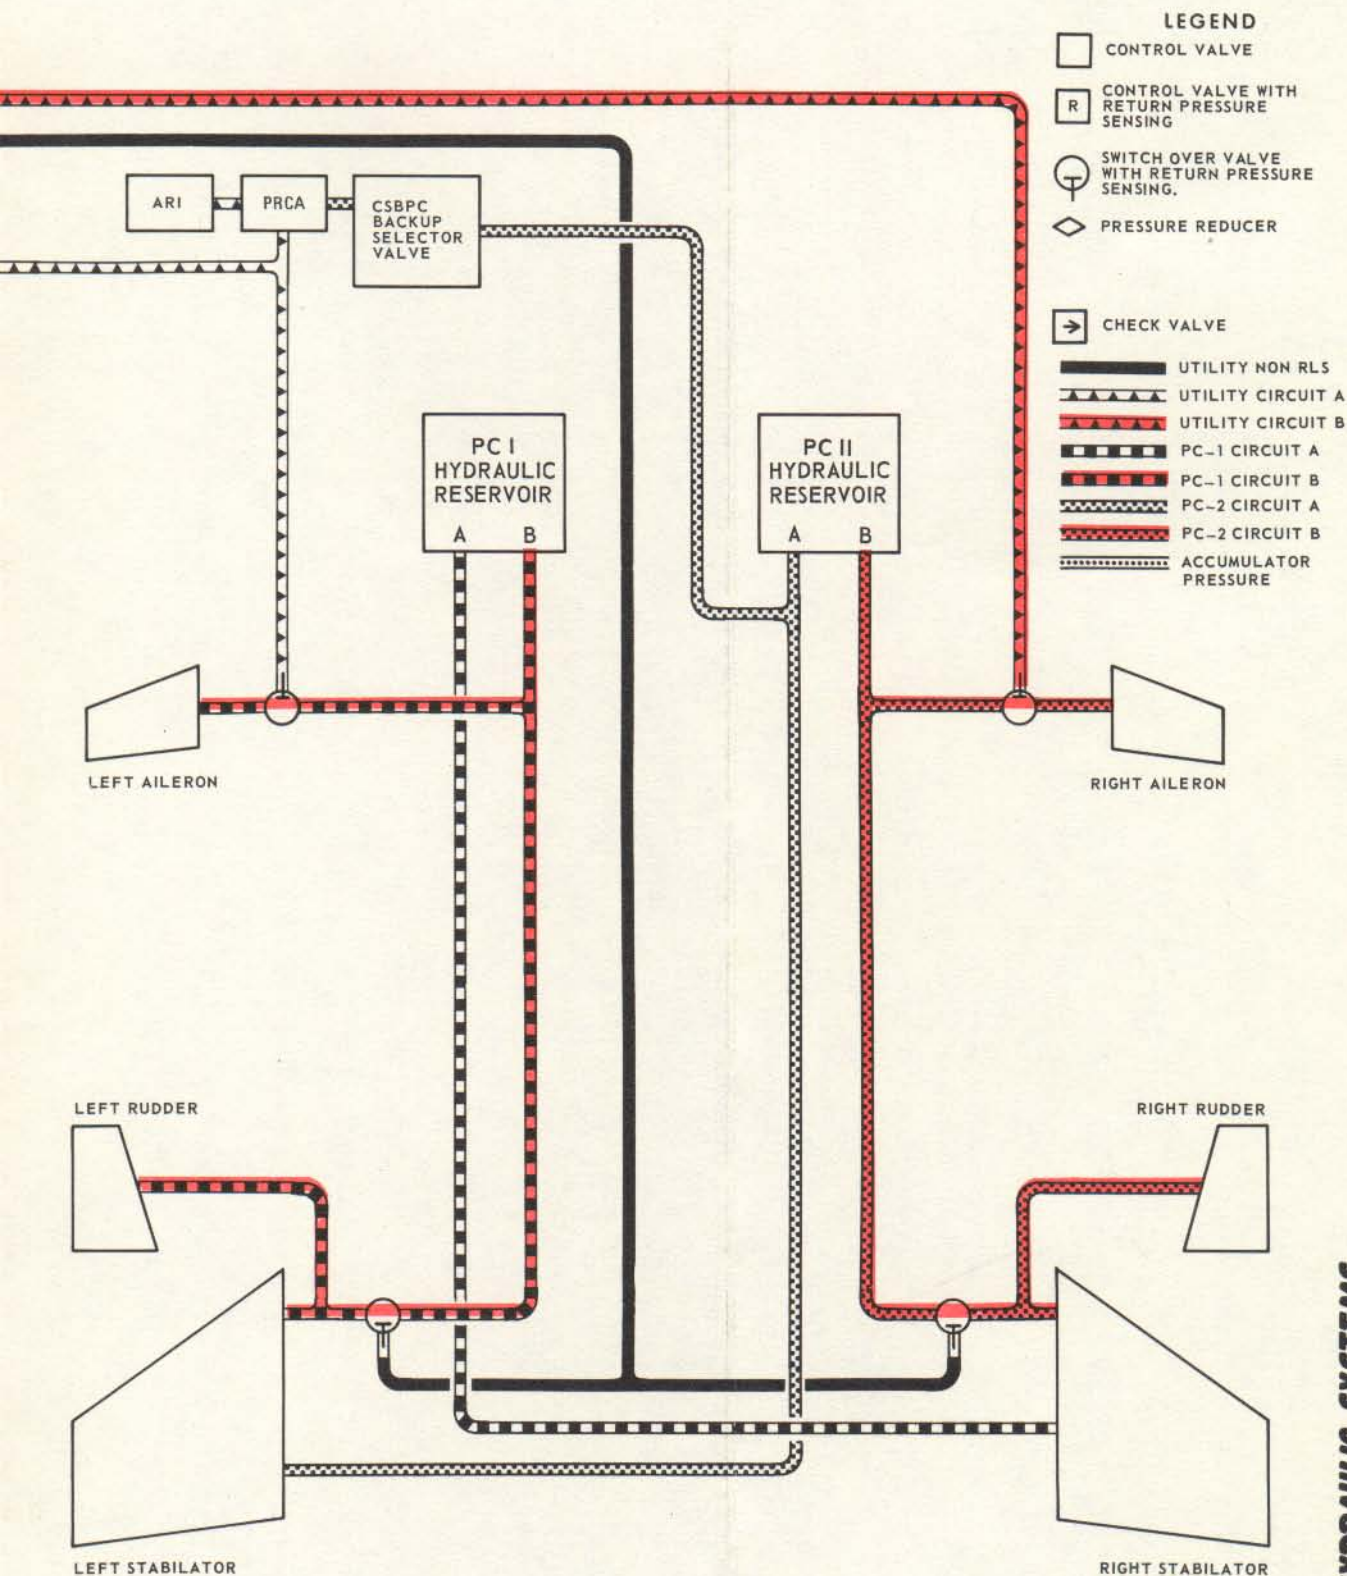 LEGEND
CONTROL VALVE
R
CONTROL VALVE WITH
RETURN PRESSURE
SENSING
SWITCH OVER VALVE
WITH RETURN PRESSURE
SENSING.
PRESSURE REDUCER
CHECK VALVE
UTILITY NON RLS
UTILITY CIRCUIT A
UTILITY CIRCUIT B
PC-1 CIRCUIT A
PC-1 CIRCUIT B
PC-2 CIRCUIT A
PC-2 CIRCUIT B
ACCUMULATOR
PRESSURE
ARI
PRCA
CSBPC
BACKUP
SELECTOR
VALVE
PC I
HYDRAULIC
RESERVOIR
A B
PC II
HYDRAULIC
RESERVOIR
A B
LEFT AILERON
RIGHT AILERON
LEFT RUDDER
RIGHT RUDDER
LEFT STABILATOR
RIGHT STABILATOR